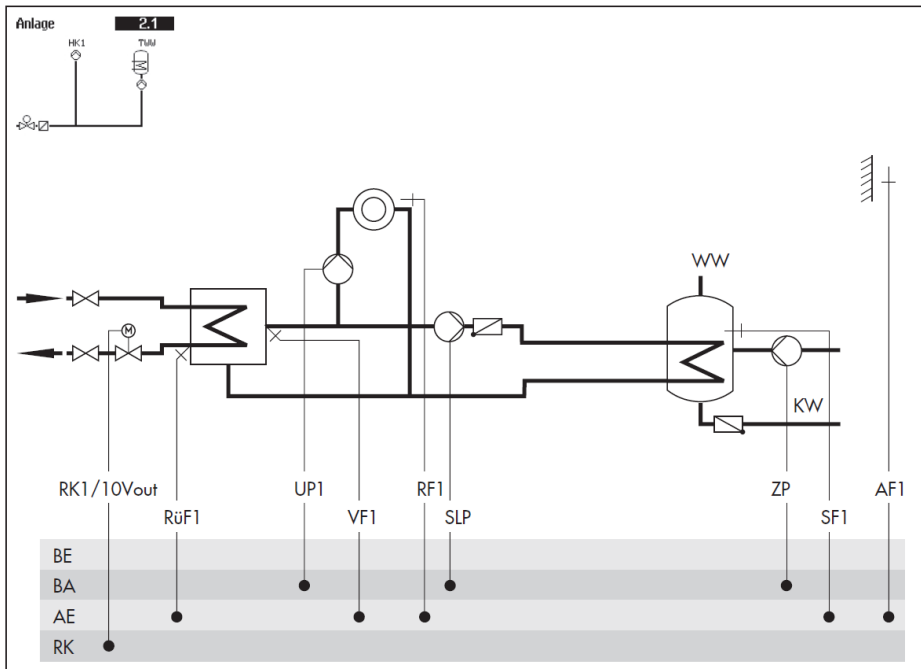 Anlage 2.1
HK1 TWW
M
WW
KW
RK1/10Vout UP1 RF1 ZP AF1
RüF1 VF1 SLP SF1
BE
BA
AE
RK